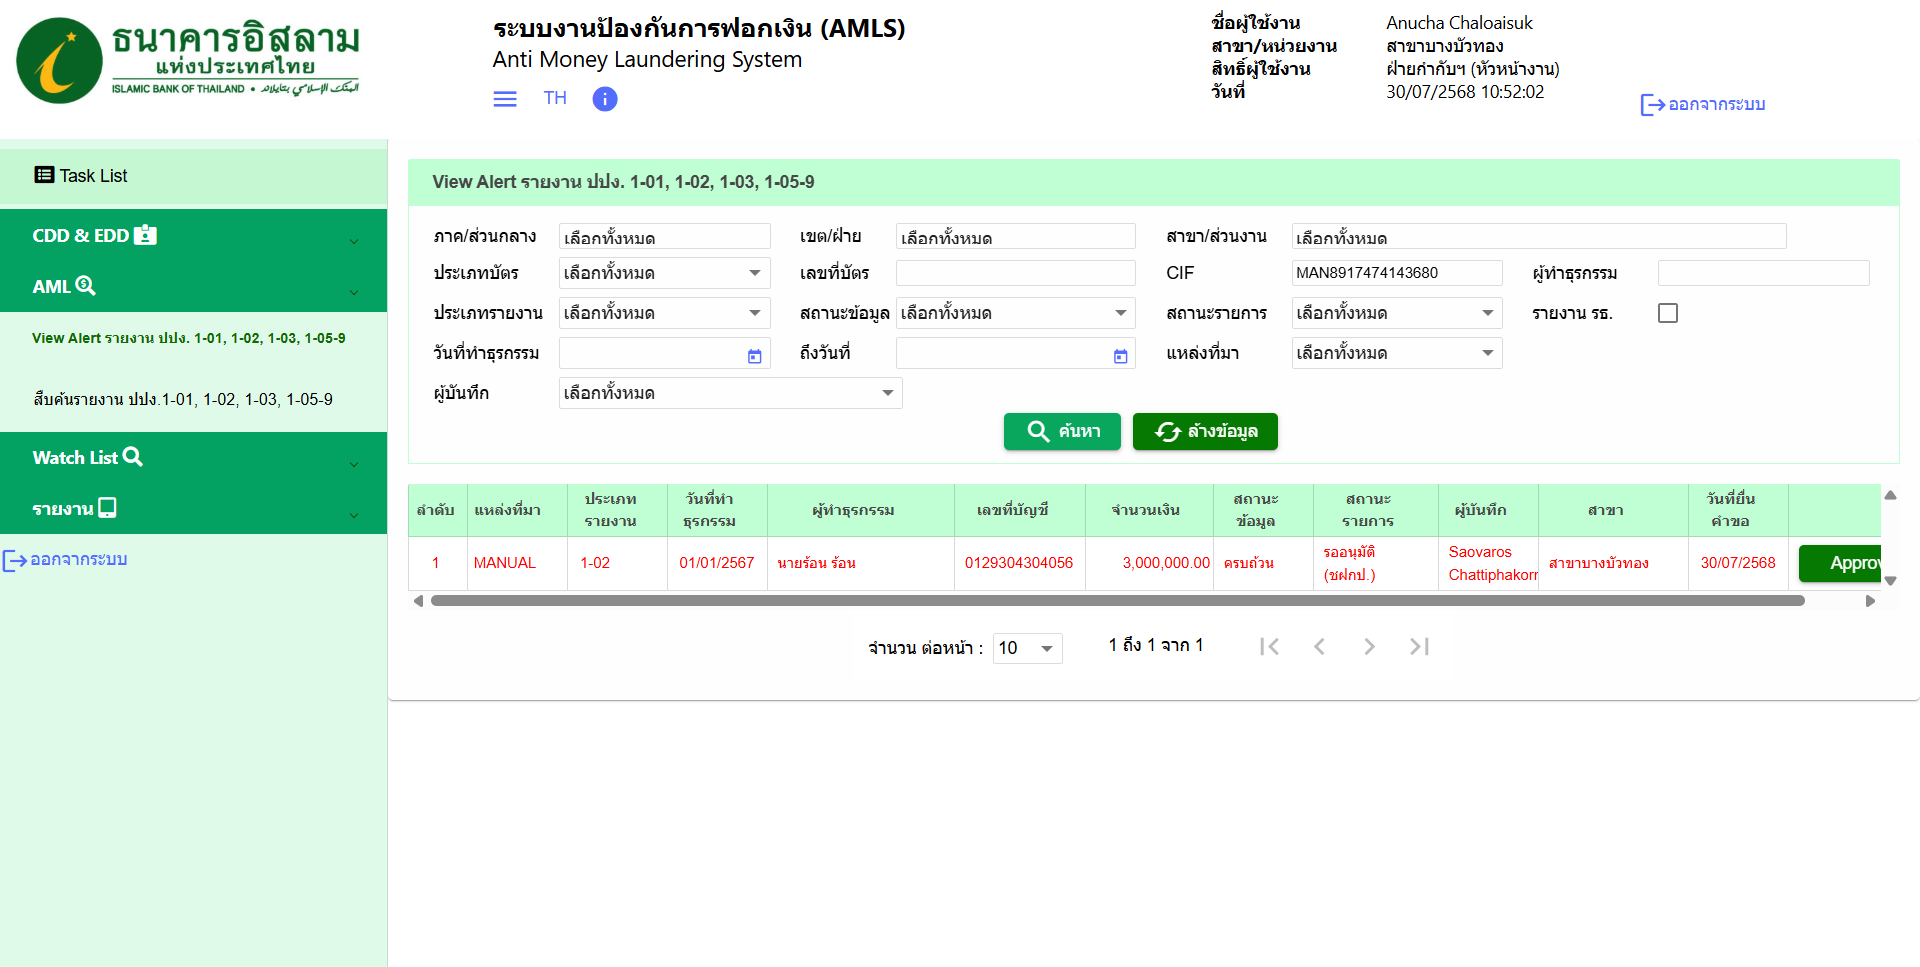 ธนาคารอิสลาม
แห่งประเทศไทย
ISLAMIC BANK OF THAILAND •
ระบบงานป้องกันการฟอกเงิน (AMLS)
Anti Money Laundering System
TH
ชื่อผู้ใช้งาน Anucha Chaloaisuk
สาขา/หน่วยงาน สาขาบางบัวทอง
สิทธิ์ผู้ใช้งาน ฝ่ายกำกับฯ (หัวหน้างาน)
วันที่ 30/07/2568 10:52:02
ออกจากระบบ
Task List
CDD & EDD
AML
View Alert รายงาน ปปง. 1-01, 1-02, 1-03, 1-05-9
สืบค้นรายงาน ปปง.1-01, 1-02, 1-03, 1-05-9
Watch List
รายงาน
ออกจากระบบ
View Alert รายงาน ปปง. 1-01, 1-02, 1-03, 1-05-9
ภาค/ส่วนกลาง เลือกทั้งหมด เขต/ฝ่าย เลือกทั้งหมด สาขา/ส่วนงาน เลือกทั้งหมด
ประเภทบัตร เลือกทั้งหมด เลขที่บัตร CIF MAN8917474143680 ผู้ทำธุรกรรม
ประเภทรายงาน เลือกทั้งหมด สถานะข้อมูล เลือกทั้งหมด สถานะรายการ เลือกทั้งหมด รายงาน รธ.
วันที่ทำธุรกรรม ถึงวันที่ แหล่งที่มา เลือกทั้งหมด
ผู้บันทึก เลือกทั้งหมด
ค้นหา ล้างข้อมูล
ลำดับ แหล่งที่มา ประเภท รายงาน วันที่ทำ ธุรกรรม ผู้ทำธุรกรรม เลขที่บัญชี จำนวนเงิน สถานะ ข้อมูล สถานะ รายการ ผู้บันทึก สาขา วันที่ยื่น คำขอ
1 MANUAL 1-02 01/01/2567 นายร้อน ร้อน 0129304304056 3,000,000.00 ครบถ้วน รออนุมัติ (ชฝกป.) Saovaros Chattiphakorn สาขาบางบัวทอง 30/07/2568 Approv
จำนวน ต่อหน้า : 10 1 ถึง 1 จาก 1